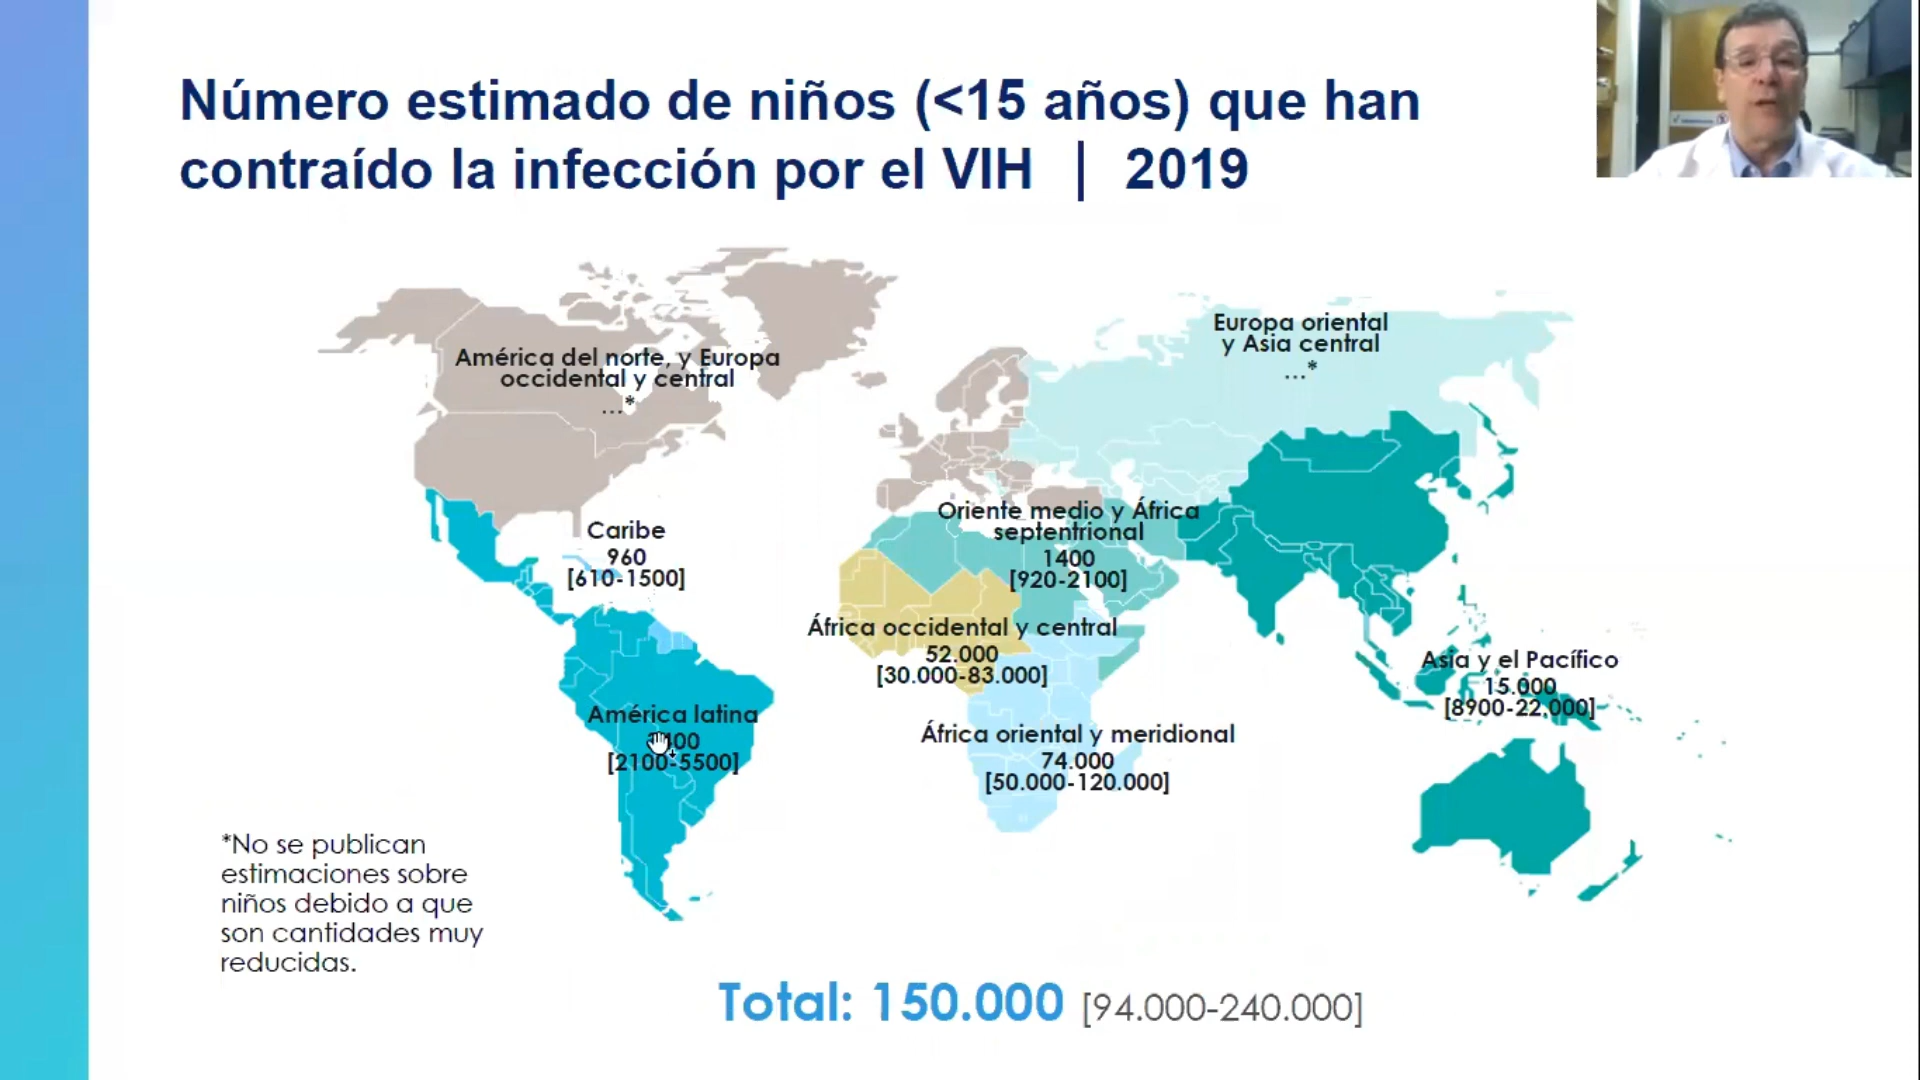 Número estimado de niños (<15 años) que han
contraído la infección por el VIH | 2019
América del norte, y Europa
occidental y central
...*
Europa oriental
y Asia central
...*
Caribe
960
[610-1500]
Oriente medio y África
septentrional
1400
[920-2100]
África occidental y central
52.000
[30.000-83.000]
Asia y el Pacífico
15.000
[8900-22.000]
América latina
[2100-5500]
África oriental y meridional
74.000
[50.000-120.000]
*No se publican
estimaciones sobre
niños debido a que
son cantidades muy
reducidas.
Total: 150.000 [94.000-240.000]